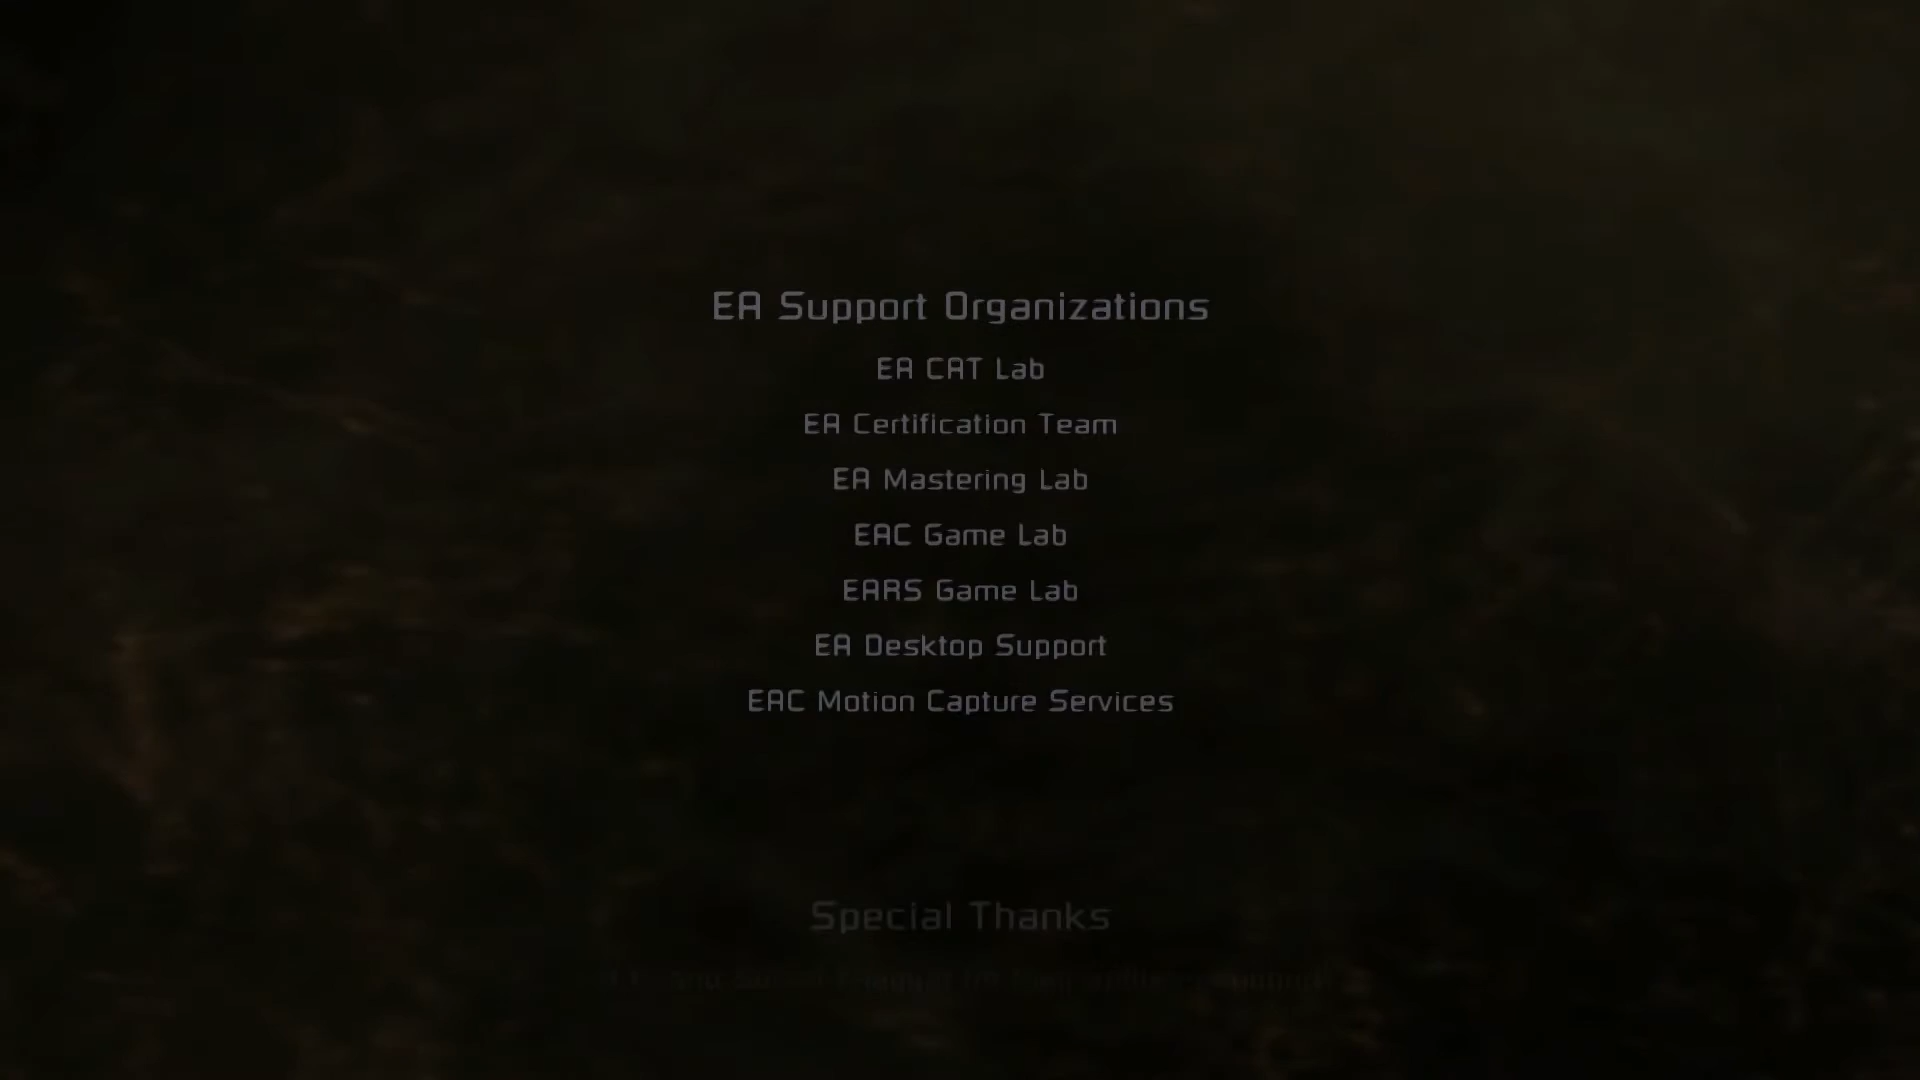 EA Support Organizations
EA CAT Lab
EA Certification Team
EA Mastering Lab
EAC Game Lab
EARS Game Lab
EA Desktop Support
EAC Motion Capture Services
Special Thanks